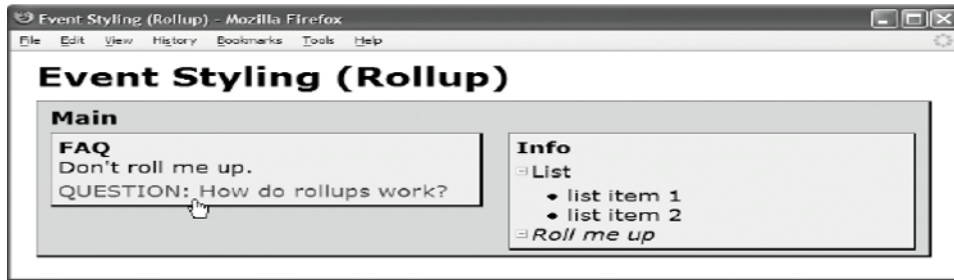 Event Styling (Rollup) - Mozilla Firefox
File Edit View History Bookmarks Tools Help
Event Styling (Rollup)
Main
FAQ
Don't roll me up.
QUESTION: How do rollups work?
Info
List
• list item 1
• list item 2
Roll me up